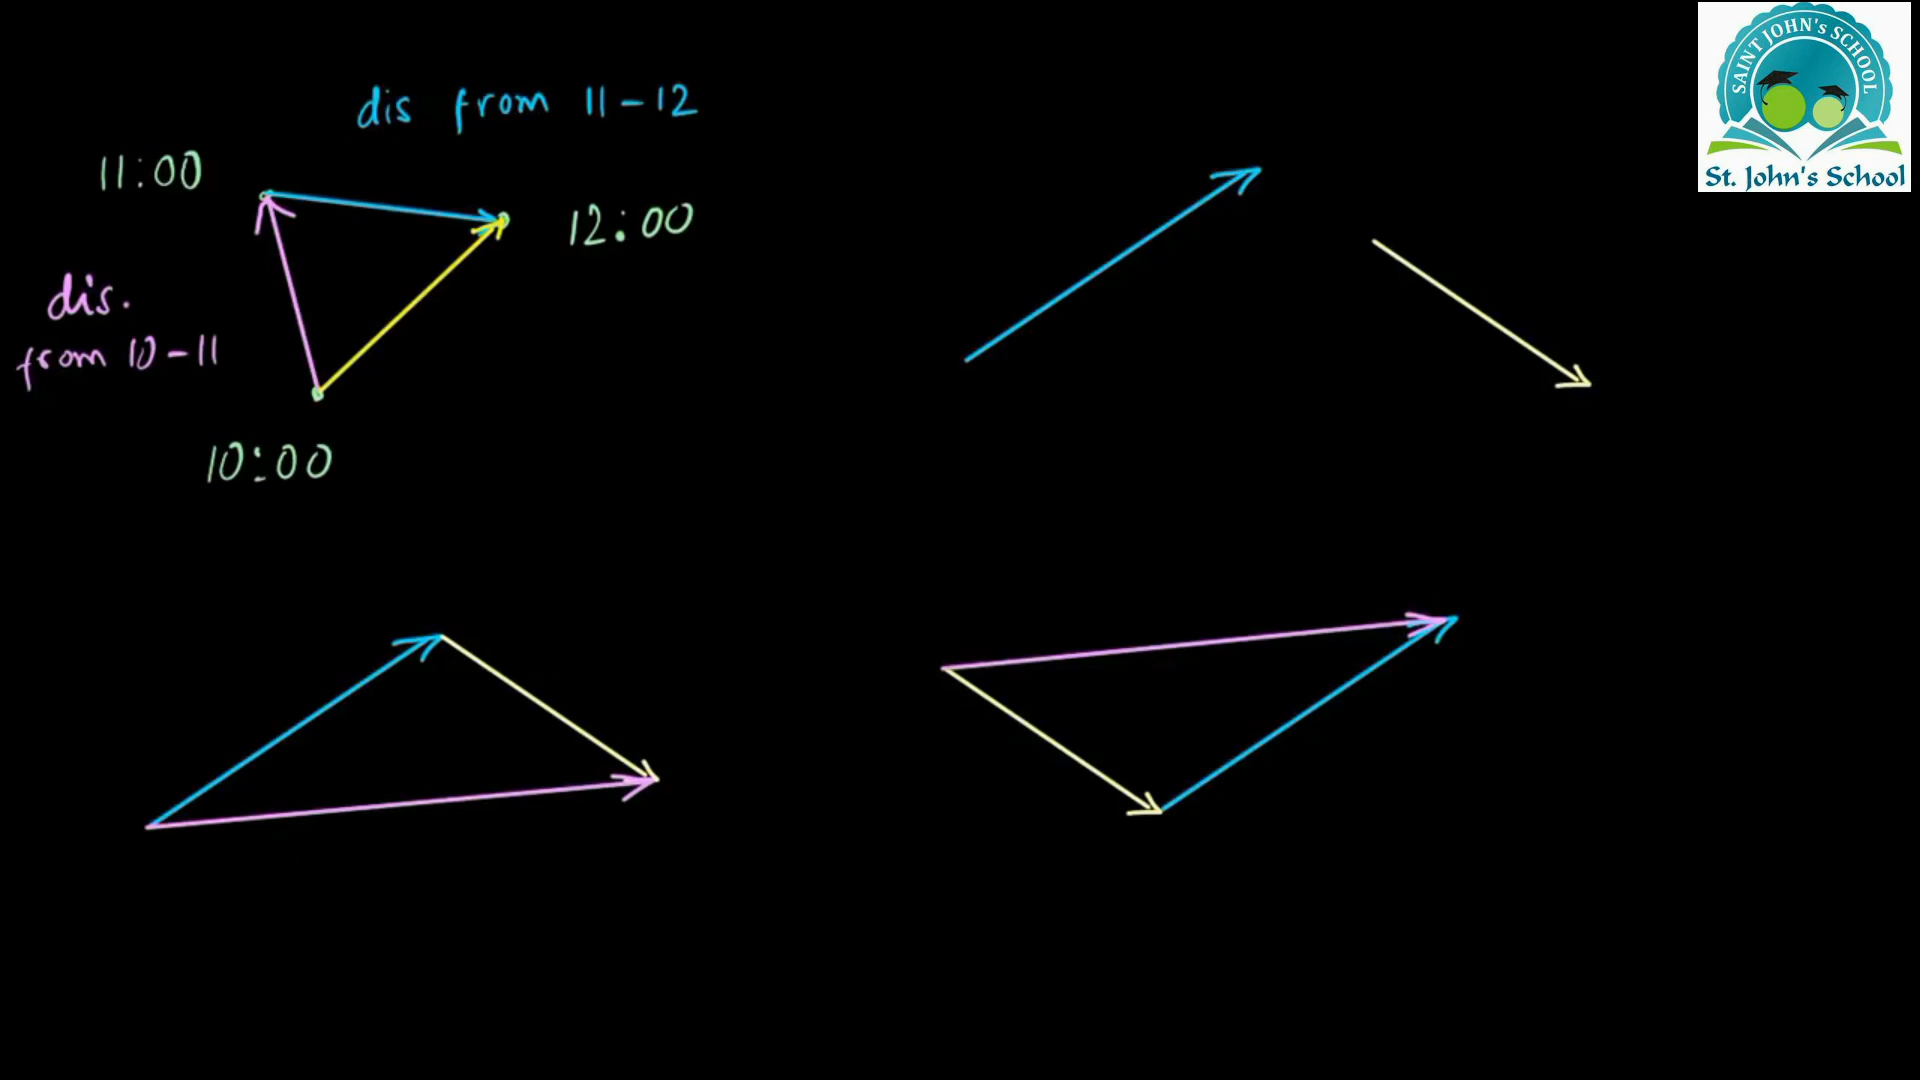 dis from 11-12
11:00
12:00
dis.
from 10-11
10:00
SAINT JOHN's SCHOOL
St. John's School